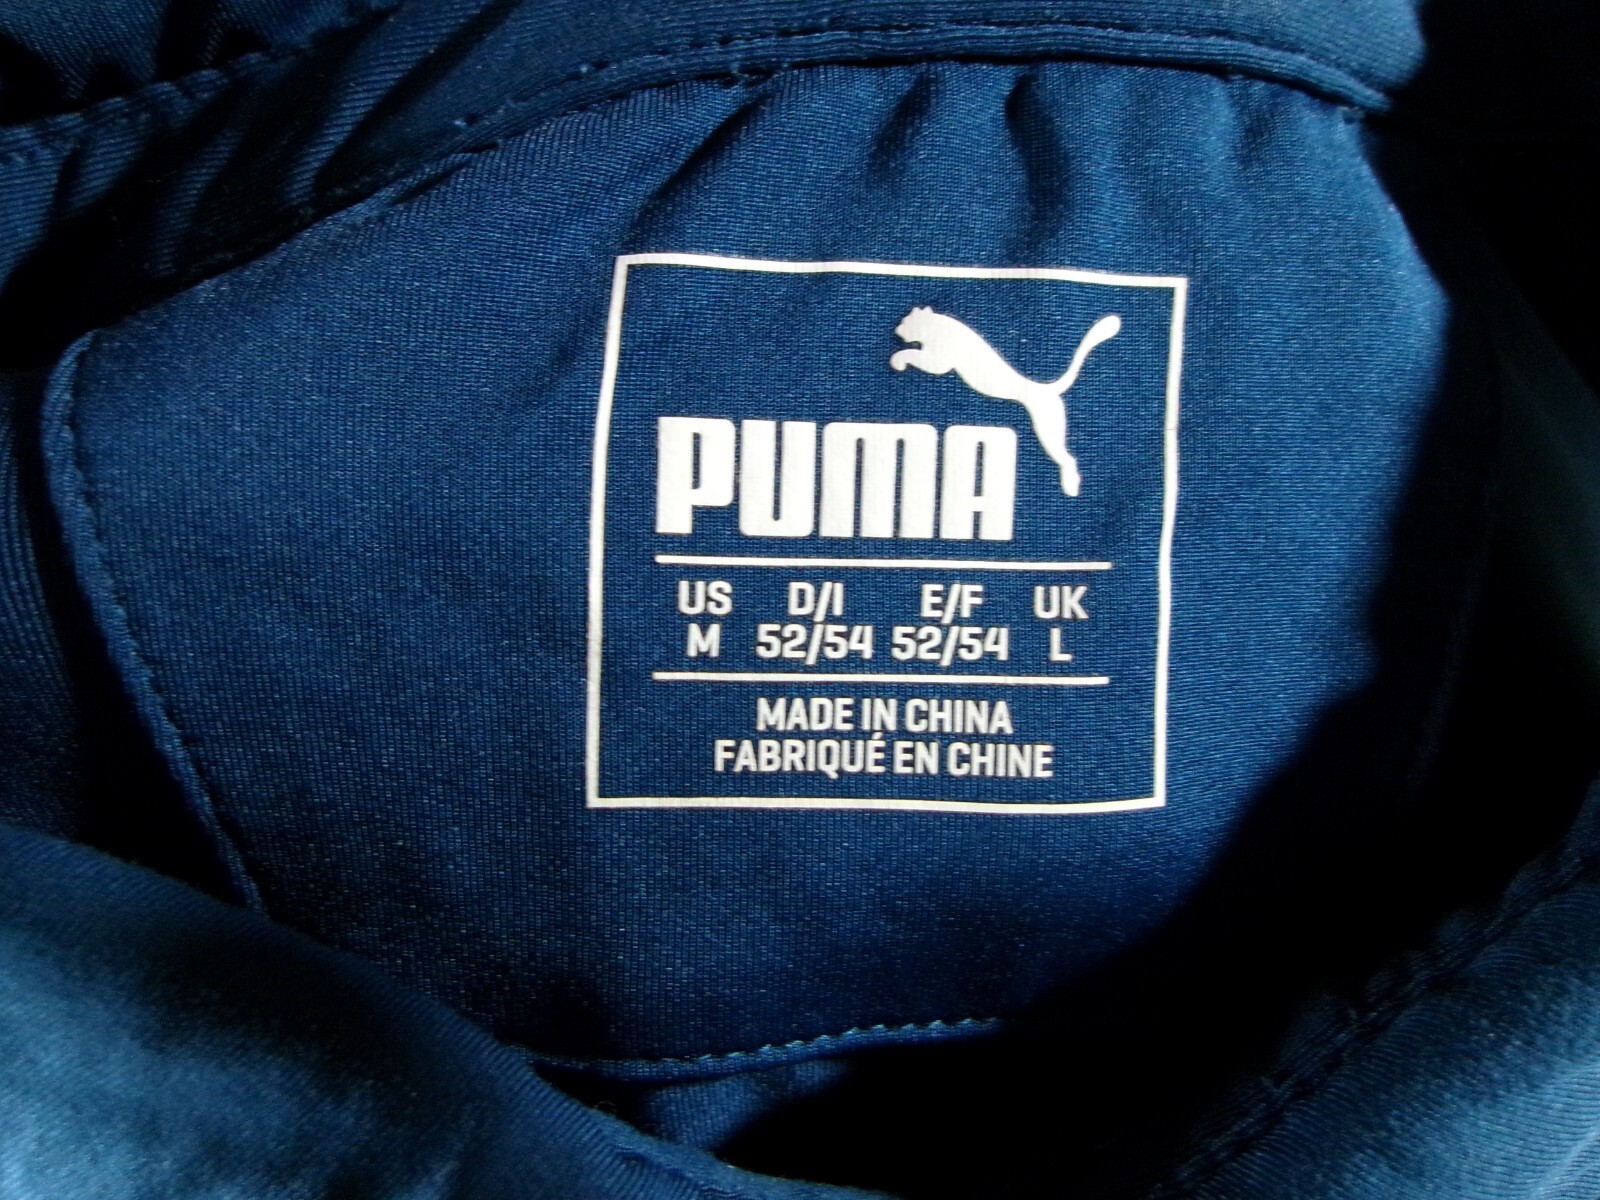 PUMA
US D/I E/F UK
M 52/54 52/54 L
MADE IN CHINA
FABRIQUÉ EN CHINE